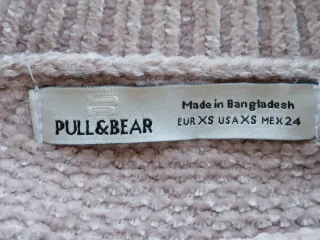 PULL&BEAR
Made in Bangladesh
EUR XS USA XS MEX 24